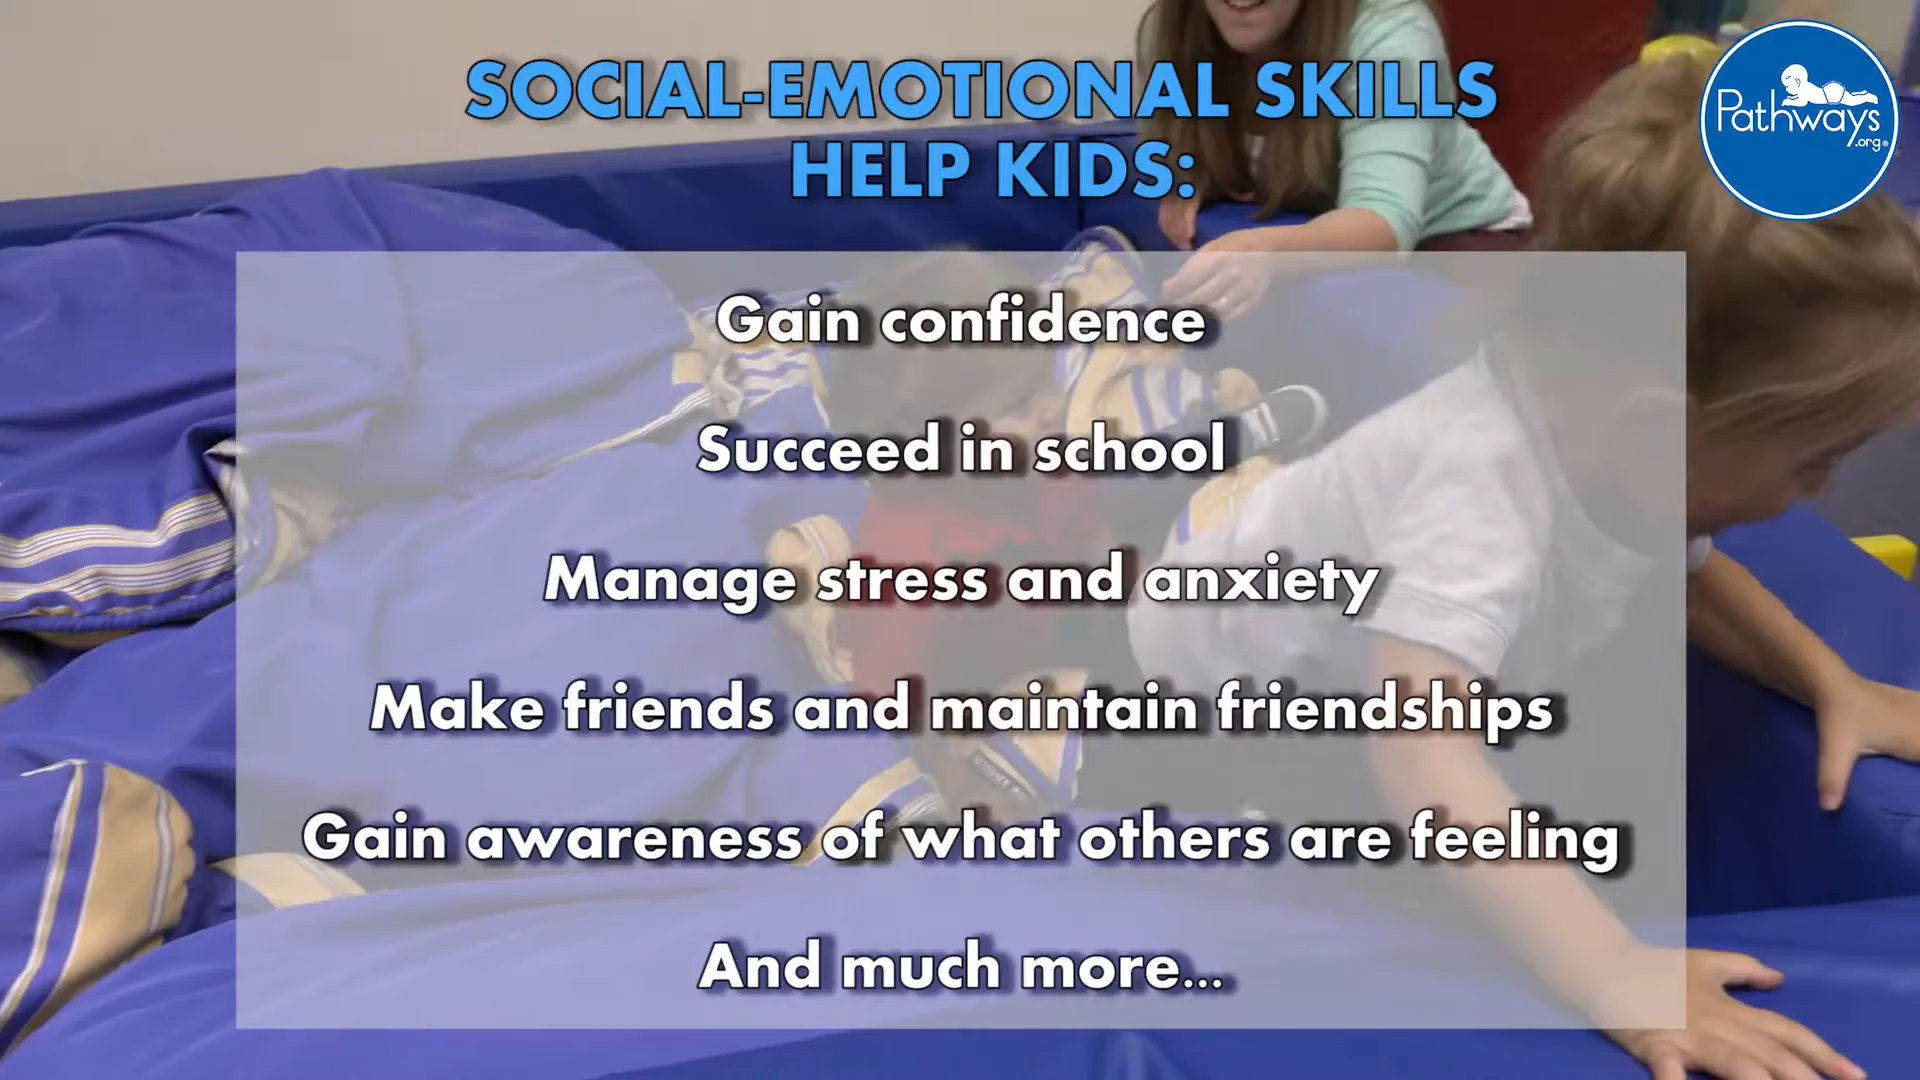 SOCIAL-EMOTIONAL SKILLS
HELP KIDS:
Pathways
.org®
Gain confidence
Succeed in school
Manage stress and anxiety
Make friends and maintain friendships
Gain awareness of what others are feeling
And much more...